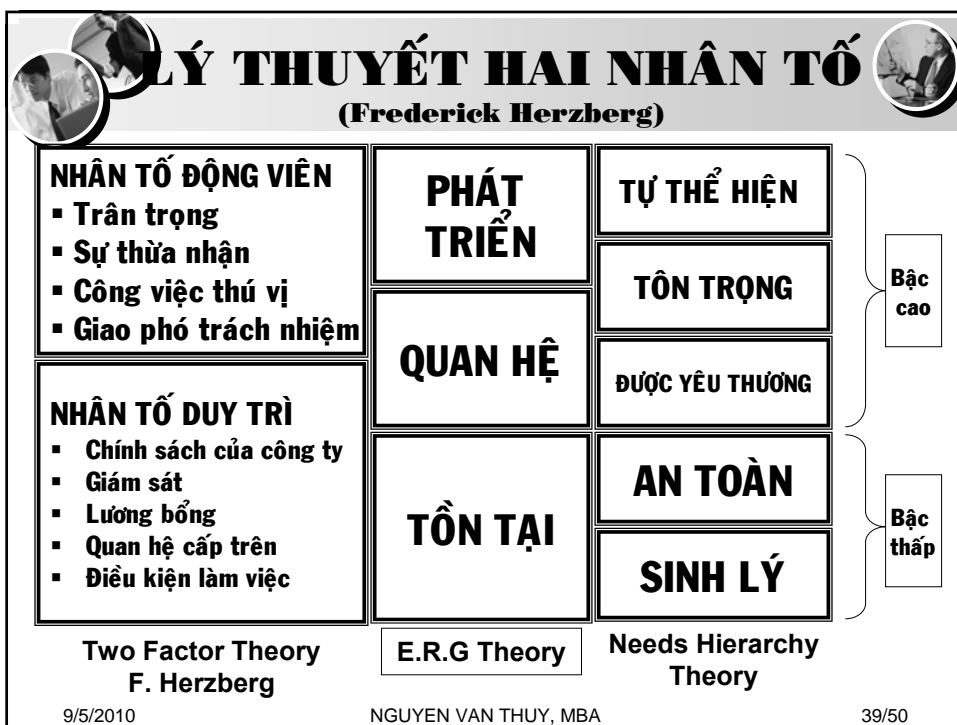 LÝ THUYẾT HAI NHÂN TỐ
(Frederick Herzberg)
NHÂN TỐ ĐỘNG VIÊN
▪ Trân trọng
▪ Sự thừa nhận
▪ Công việc thú vị
▪ Giao phó trách nhiệm
NHÂN TỐ DUY TRÌ
▪ Chính sách của công ty
▪ Giám sát
▪ Lương bổng
▪ Quan hệ cấp trên
▪ Điều kiện làm việc
Two Factor Theory
F. Herzberg
PHÁT
TRIỂN
QUAN HỆ
TỒN TẠI
E.R.G Theory
TỰ THỂ HIỆN
TÔN TRỌNG
ĐƯỢC YÊU THƯƠNG
AN TOÀN
SINH LÝ
Needs Hierarchy
Theory
Bậc
cao
Bậc
thấp
9/5/2010
NGUYEN VAN THUY, MBA
39/50